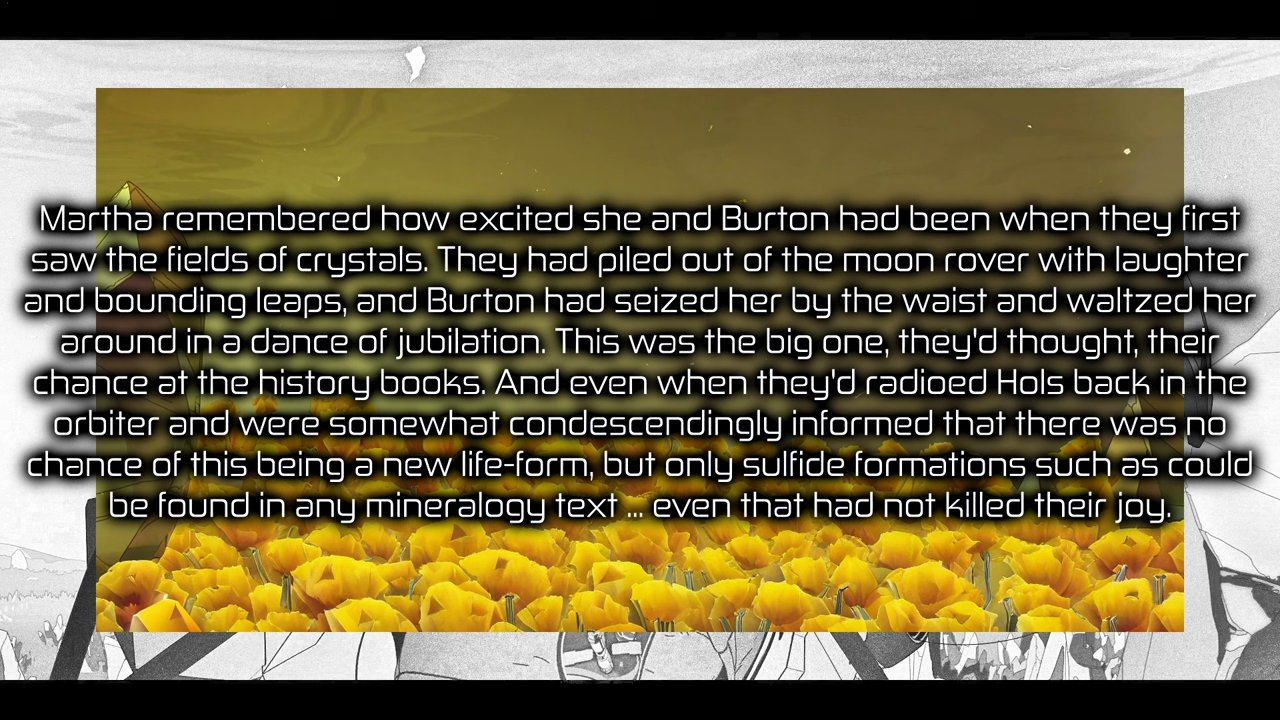 Martha remembered how excited she and Burton had been when they first
saw the fields of crystals. They had piled out of the moon rover with laughter
and bounding leaps, and Burton had seized her by the waist and waltzed her
around in a dance of jubilation. This was the big one, they'd thought, their
chance at the history books. And even when they'd radioed Hols back in the
orbiter and were somewhat condescendingly informed that there was no
chance of this being a new life-form, but only sulfide formations such as could
be found in any mineralogy text ... even that had not killed their joy.